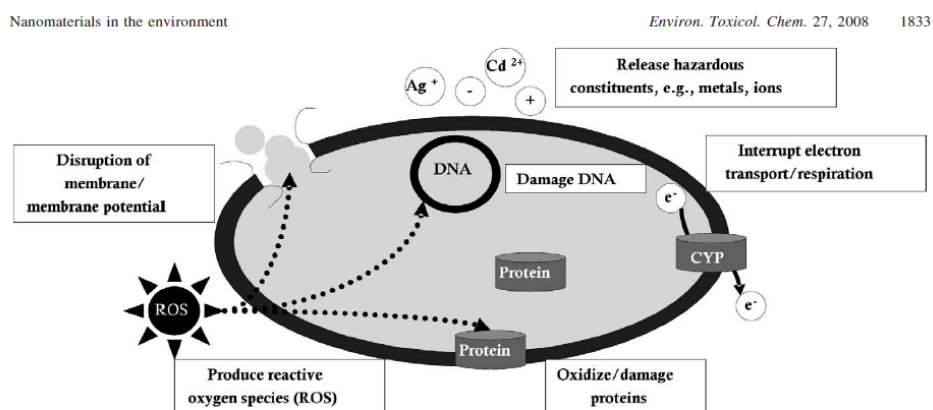 Nanomaterials in the environment
Environ. Toxicol. Chem. 27, 2008 1833
Ag +
Cd 2+
-
+
Release hazardous
constituents, e.g., metals, ions
Disruption of
membrane/
membrane potential
DNA
Damage DNA
Interrupt electron
transport/respiration
e-
CYP
e-
Protein
ROS
Protein
Produce reactive
oxygen species (ROS)
Oxidize/damage
proteins